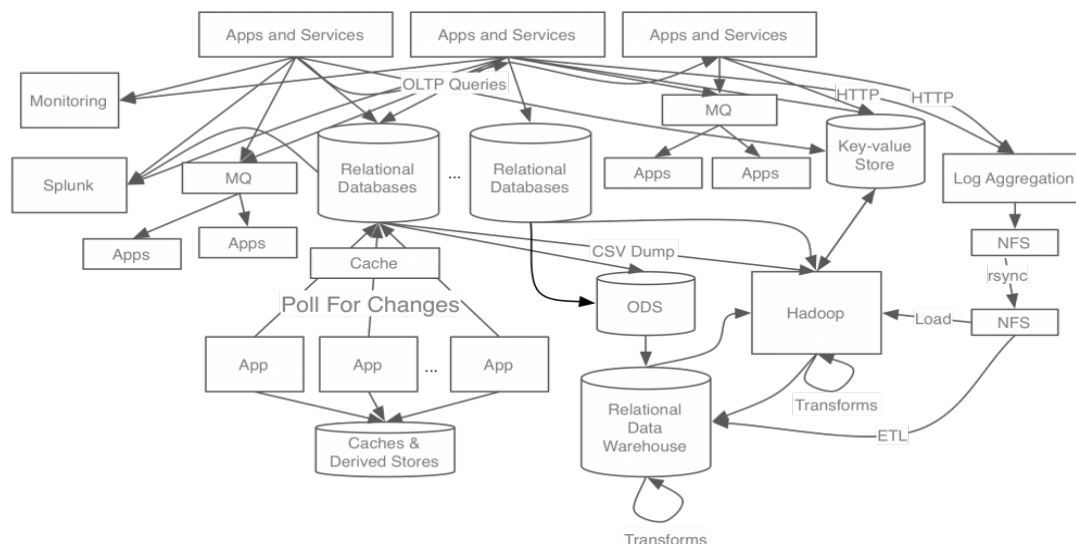 Apps and Services
Apps and Services
Apps and Services
OLTP Queries
Monitoring
MQ
HTTP
HTTP
Splunk
MQ
Relational
Databases
...
Relational
Databases
Apps
Apps
Key-value
Store
Log Aggregation
Apps
Apps
Cache
CSV Dump
NFS
rsync
Poll For Changes
ODS
Hadoop
Load
NFS
App
App
...
App
Transforms
Relational
Data
Warehouse
ETL
Caches &
Derived Stores
Transforms